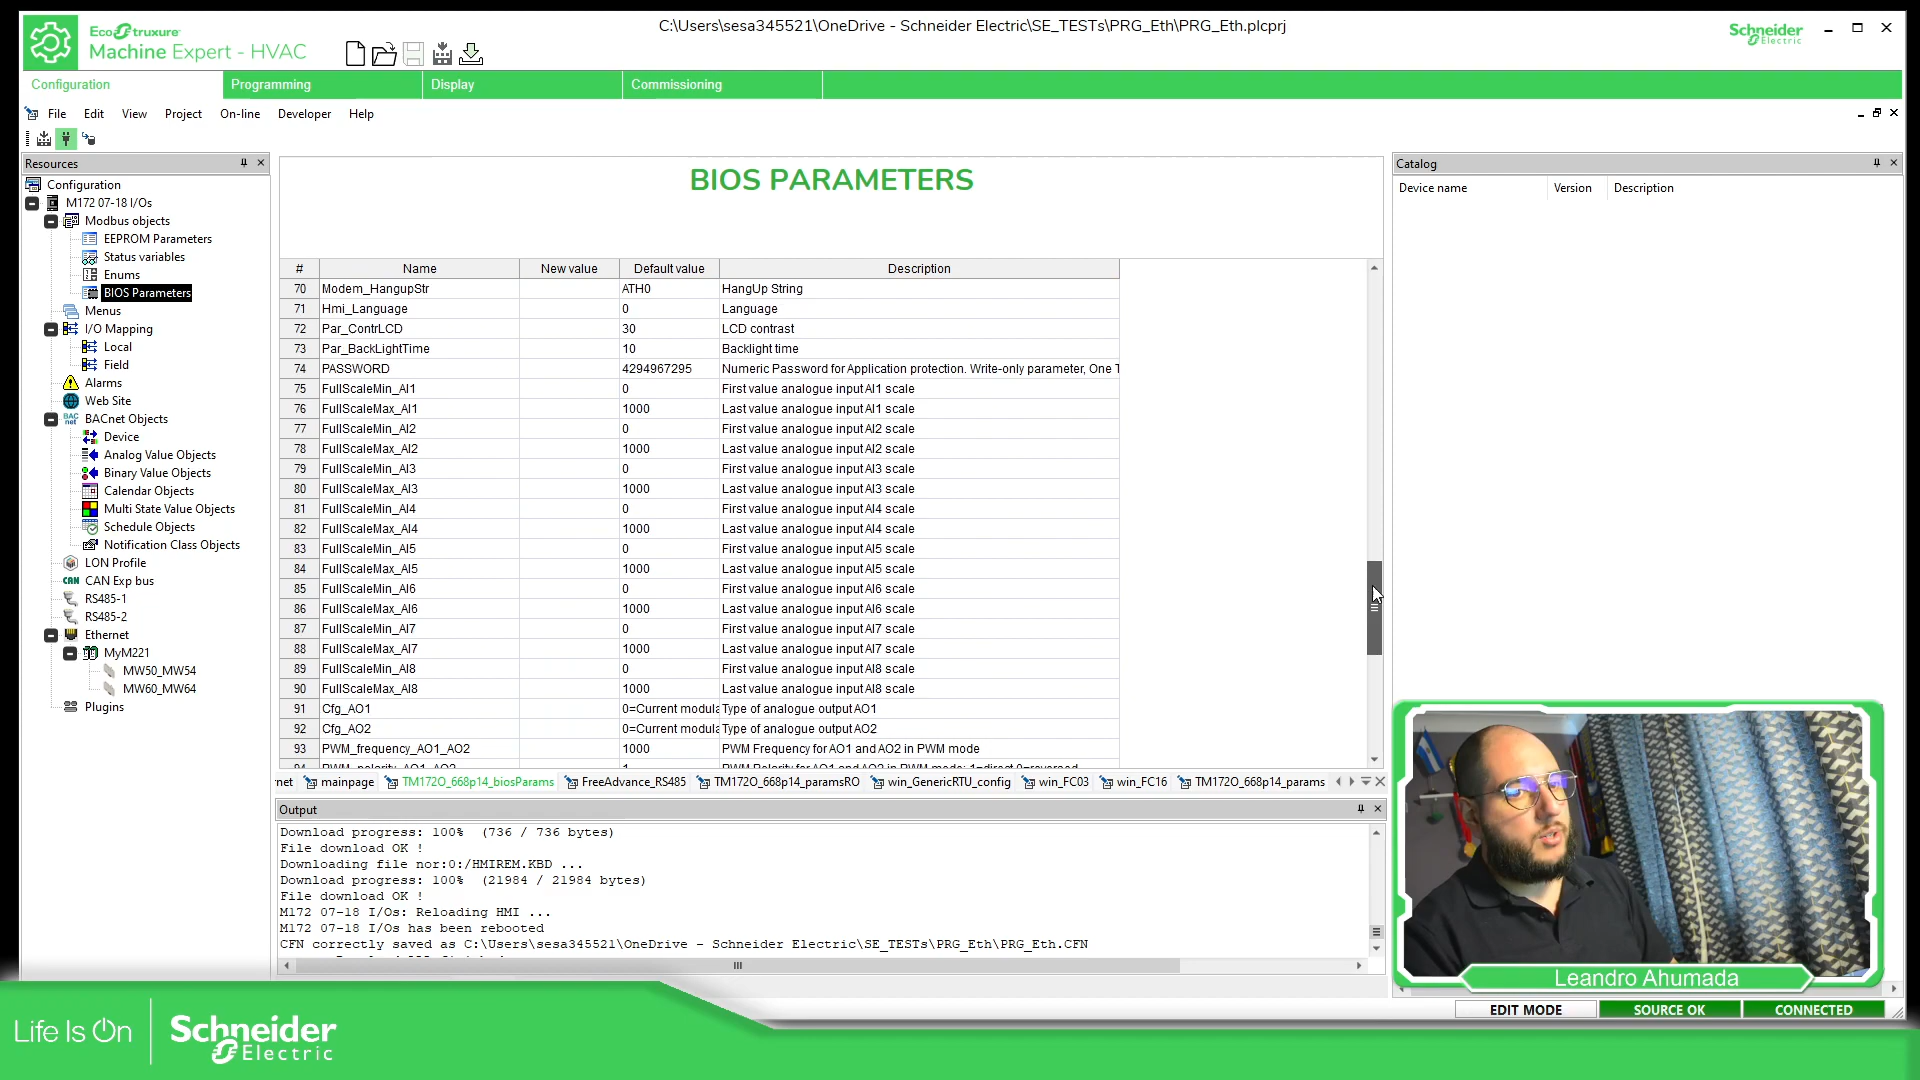 EcoStruxure
Machine Expert - HVAC
C:\Users\sesa345521\OneDrive - Schneider Electric\SE_TESTs\PRG_Eth\PRG_Eth.plcprj
Schneider
Electric
Configuration
Programming
Display
Commissioning
File Edit View Project On-line Developer Help
Resources
Configuration
M172 07-18 I/Os
Modbus objects
EEPROM Parameters
Status variables
Enums
BIOS Parameters
Menus
I/O Mapping
Local
Field
Alarms
Web Site
BAC net BACnet Objects
Device
Analog Value Objects
Binary Value Objects
Calendar Objects
Multi State Value Objects
Schedule Objects
Notification Class Objects
LON Profile
CAN CAN Exp bus
RS485-1
RS485-2
Ethernet
MyM221
MW50_MW54
MW60_MW64
Plugins
BIOS PARAMETERS
# Name New value Default value Description
70 Modem_HangupStr ATH0 HangUp String
71 Hmi_Language 0 Language
72 Par_ContrLCD 30 LCD contrast
73 Par_BackLightTime 10 Backlight time
74 PASSWORD 4294967295 Numeric Password for Application protection. Write-only parameter, One T
75 FullScaleMin_AI1 0 First value analogue input AI1 scale
76 FullScaleMax_AI1 1000 Last value analogue input AI1 scale
77 FullScaleMin_AI2 0 First value analogue input AI2 scale
78 FullScaleMax_AI2 1000 Last value analogue input AI2 scale
79 FullScaleMin_AI3 0 First value analogue input AI3 scale
80 FullScaleMax_AI3 1000 Last value analogue input AI3 scale
81 FullScaleMin_AI4 0 First value analogue input AI4 scale
82 FullScaleMax_AI4 1000 Last value analogue input AI4 scale
83 FullScaleMin_AI5 0 First value analogue input AI5 scale
84 FullScaleMax_AI5 1000 Last value analogue input AI5 scale
85 FullScaleMin_AI6 0 First value analogue input AI6 scale
86 FullScaleMax_AI6 1000 Last value analogue input AI6 scale
87 FullScaleMin_AI7 0 First value analogue input AI7 scale
88 FullScaleMax_AI7 1000 Last value analogue input AI7 scale
89 FullScaleMin_AI8 0 First value analogue input AI8 scale
90 FullScaleMax_AI8 1000 Last value analogue input AI8 scale
91 Cfg_AO1 0=Current modula Type of analogue output AO1
92 Cfg_AO2 0=Current modula Type of analogue output AO2
93 PWM_frequency_AO1_AO2 1000 PWM Frequency for AO1 and AO2 in PWM mode
94 PWM_polarity_AO1_AO2 1 PWM Polarity for AO1 and AO2 in PWM mode: 1=direct 0=reversed
net mainpage TM172O_668p14_biosParams FreeAdvance_RS485 TM172O_668p14_paramsRO win_GenericRTU_config win_FC03 win_FC16 TM172O_668p14_params
Output
Download progress: 100% (736 / 736 bytes)
File download OK !
Downloading file nor:0:/HMIREM.KBD ...
Download progress: 100% (21984 / 21984 bytes)
File download OK !
M172 07-18 I/Os: Reloading HMI ...
M172 07-18 I/Os has been rebooted
CFN correctly saved as C:\Users\sesa345521\OneDrive - Schneider Electric\SE_TESTs\PRG_Eth\PRG_Eth.CFN
Catalog
Device name Version Description
Leandro Ahumada
EDIT MODE SOURCE OK CONNECTED
Life Is On
Schneider
Electric